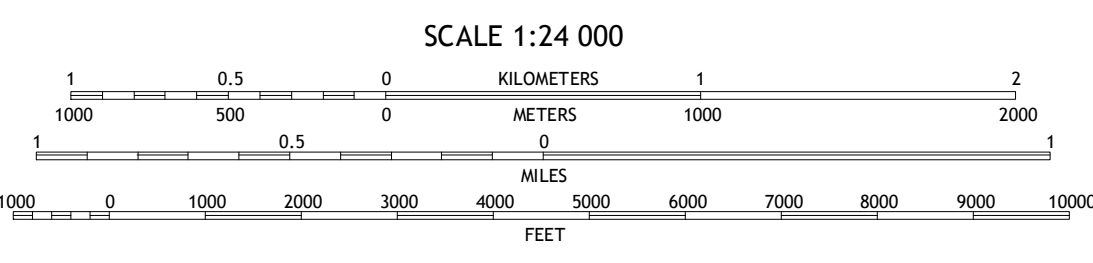 SCALE 1:24 000
1 0.5 0 KILOMETERS 1 2
1000 500 0 METERS 1000 2000
1 0.5 0 1
MILES
1000 0 1000 2000 3000 4000 5000 6000 7000 8000 9000 10000
FEET